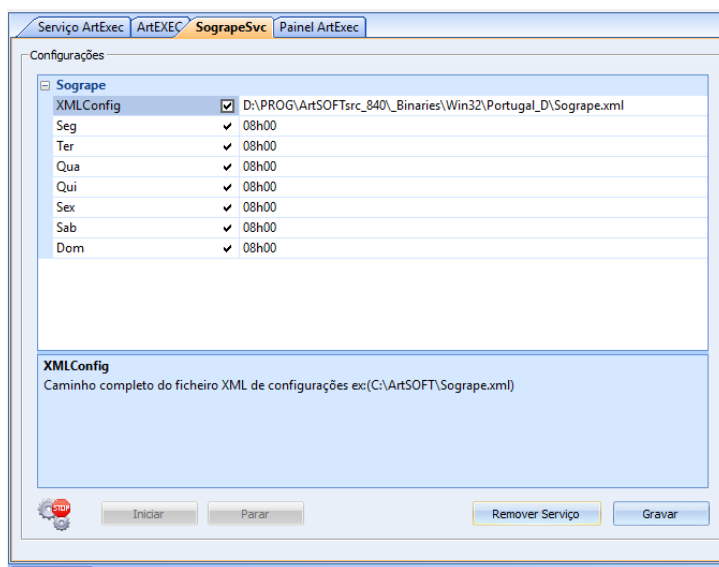 Serviço ArtExec ArtEXEC SograpeSvc Painel ArtExec
Configurações
Sogrape
XMLConfig D:\PROG\ArtSOFTsrc_840\_Binaries\Win32\Portugal_D\Sogrape.xml
Seg 08h00
Ter 08h00
Qua 08h00
Qui 08h00
Sex 08h00
Sab 08h00
Dom 08h00
XMLConfig
Caminho completo do ficheiro XML de configurações ex:(C:\ArtSOFT\Sogrape.xml)
STOP Iniciar Parar Remover Serviço Gravar